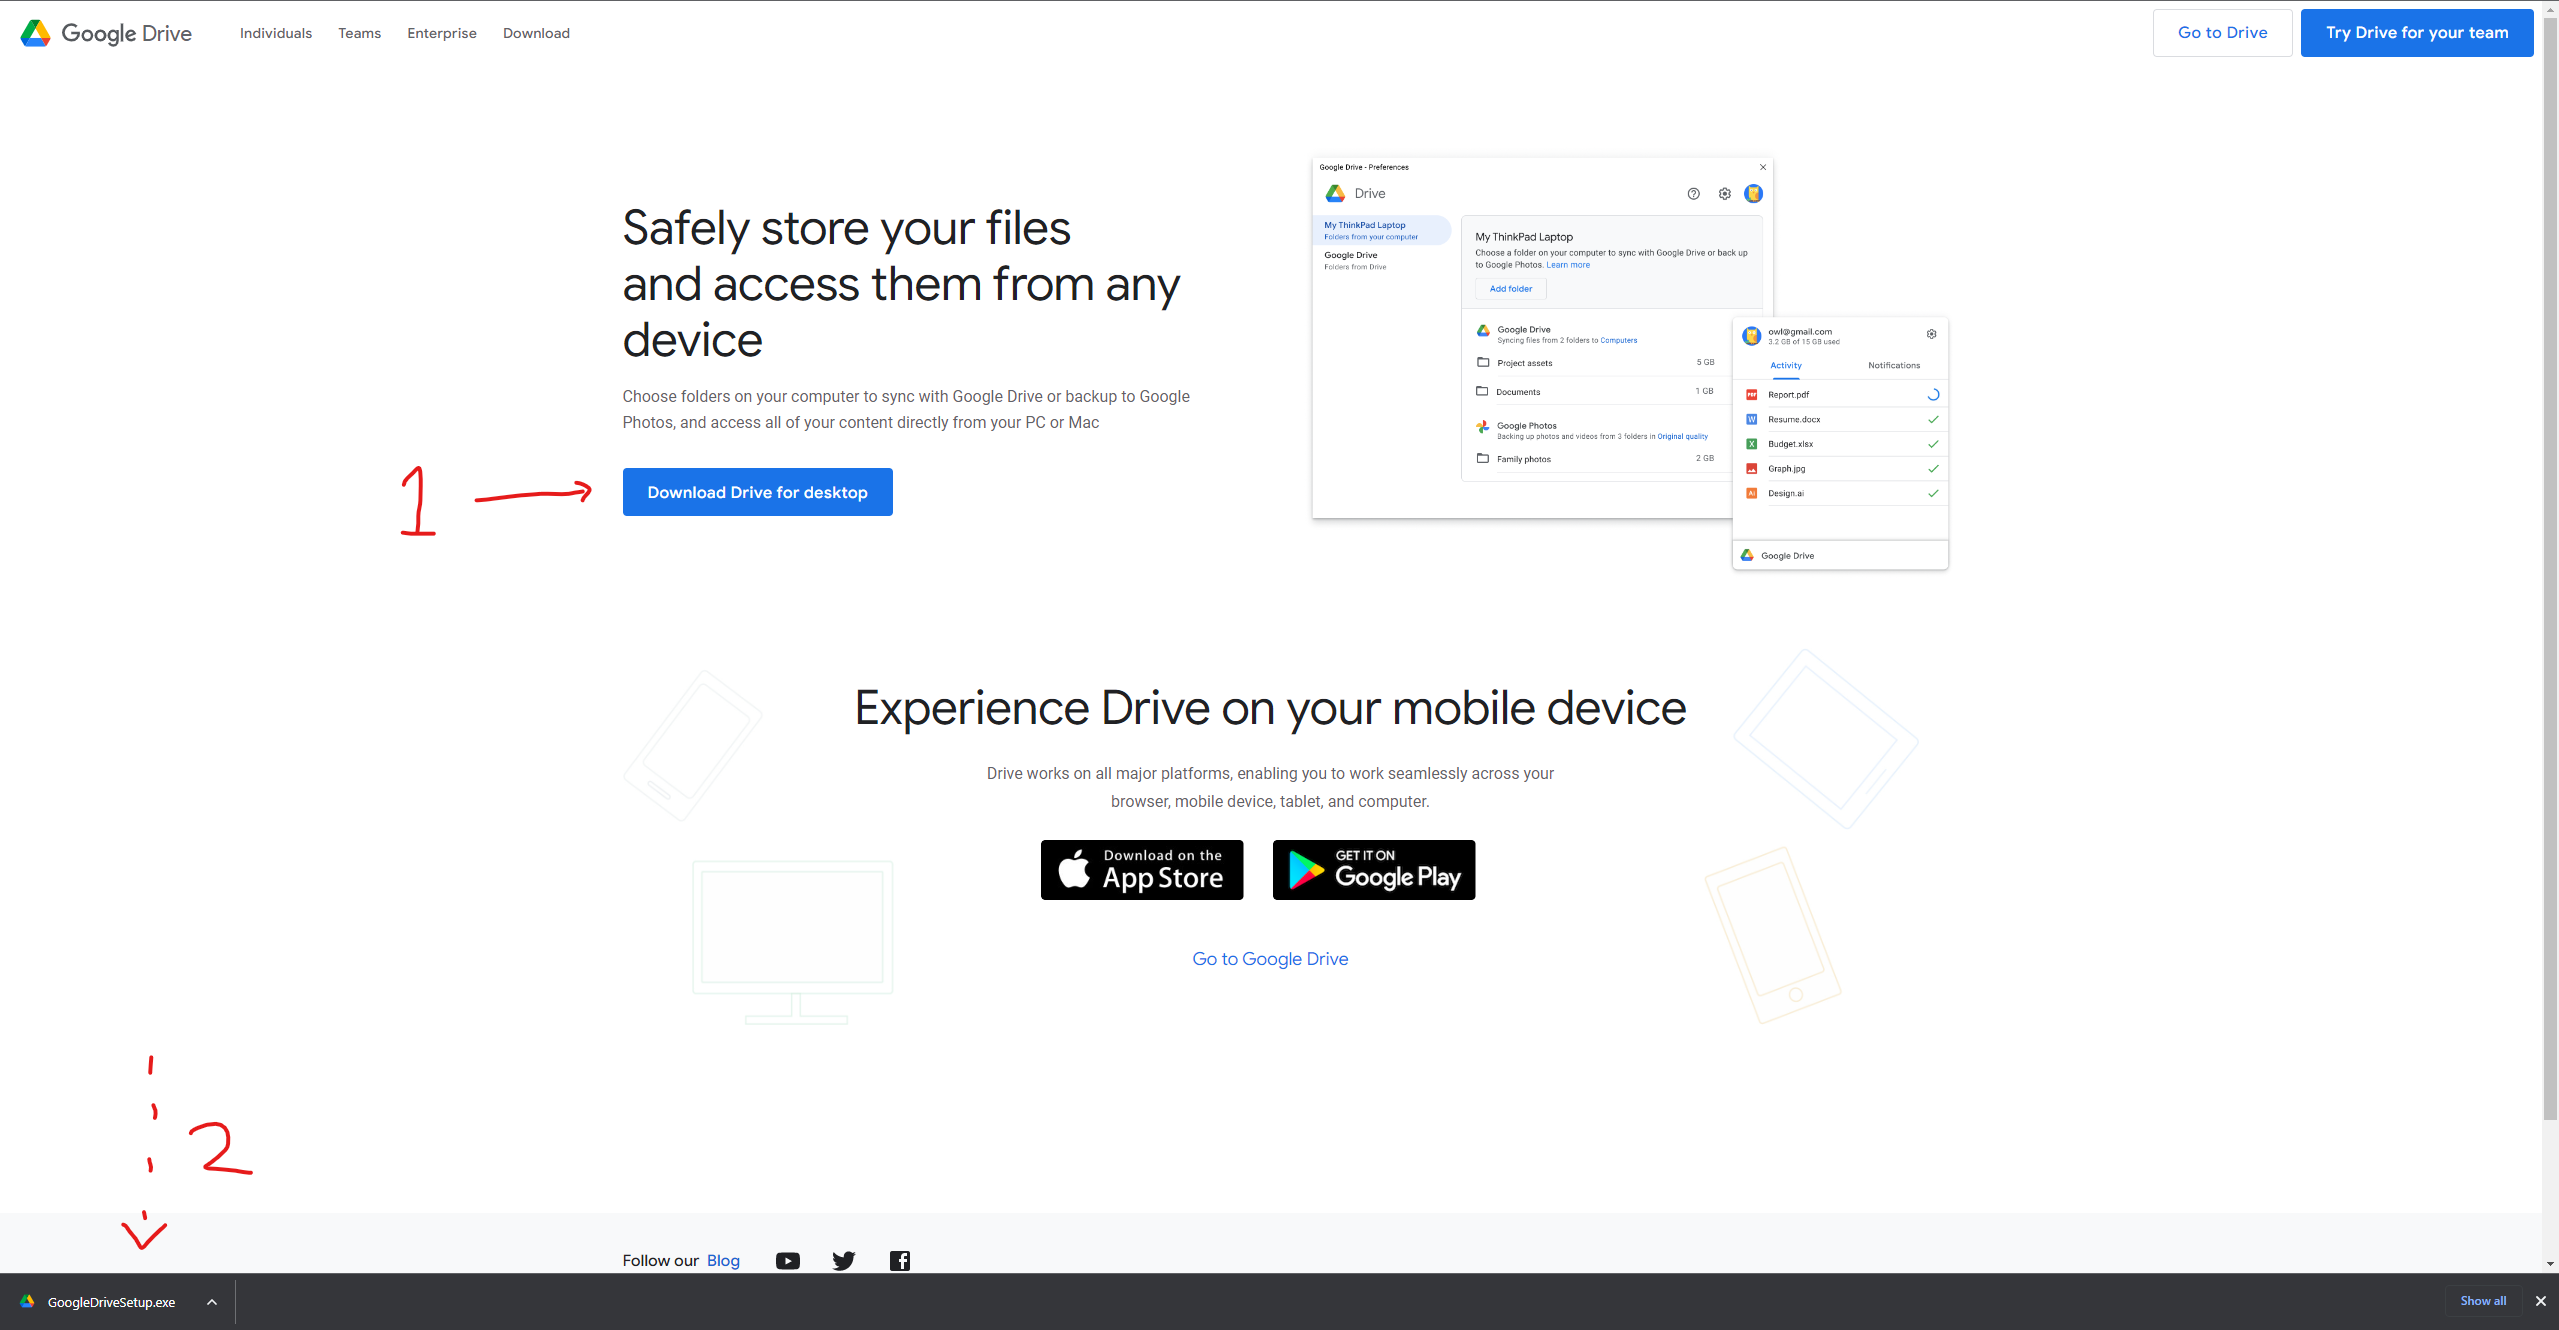 Google Drive
Individuals
Teams
Enterprise
Download
Go to Drive
Try Drive for your team
Safely store your files
and access them from any
device
Choose folders on your computer to sync with Google Drive or backup to Google
Photos, and access all of your content directly from your PC or Mac
1
Download Drive for desktop
Google Drive - Preferences
Drive
My ThinkPad Laptop
Folders from your computer
Google Drive
Folders from Drive
My ThinkPad Laptop
Choose a folder on your computer to sync with Google Drive or back up
to Google Photos. Learn more
Add folder
Google Drive
Syncing files from 2 folders to Computers
Project assets 5 GB
Documents 1 GB
Google Photos
Backing up photos and videos from 3 folders in Original quality
Family photos 2 GB
owl@gmail.com
3.2 GB of 15 GB used
Activity Notifications
PDF Report.pdf
W Resume.docx
X Budget.xlsx
Graph.jpg
Ai Design.ai
Google Drive
Experience Drive on your mobile device
Drive works on all major platforms, enabling you to work seamlessly across your
browser, mobile device, tablet, and computer.
Download on the
App Store
GET IT ON
Google Play
Go to Google Drive
2
Follow our Blog
GoogleDriveSetup.exe
Show all